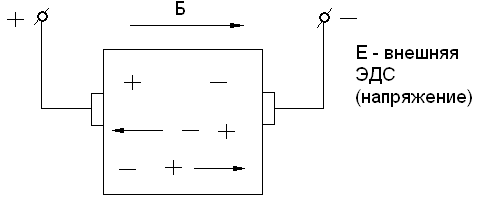 + Б −
Е - внешняя
ЭДС
(напряжение)
+ −
− +
− +